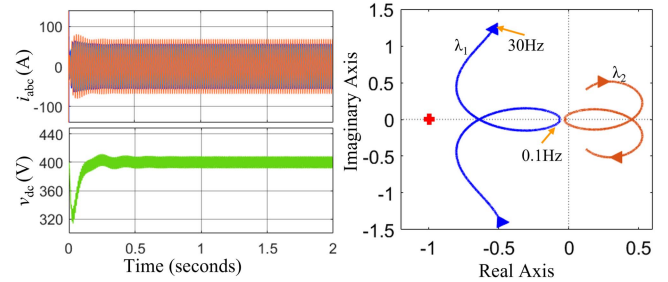 i_abc (A)
100
0
-100
v_dc (V)
440
400
360
320
0
0.5
1
1.5
2
Time (seconds)
Imaginary Axis
1.5
1
0.5
0
-0.5
-1
-1.5
λ₁
30Hz
λ₂
0.1Hz
-1
-0.5
0
0.5
Real Axis